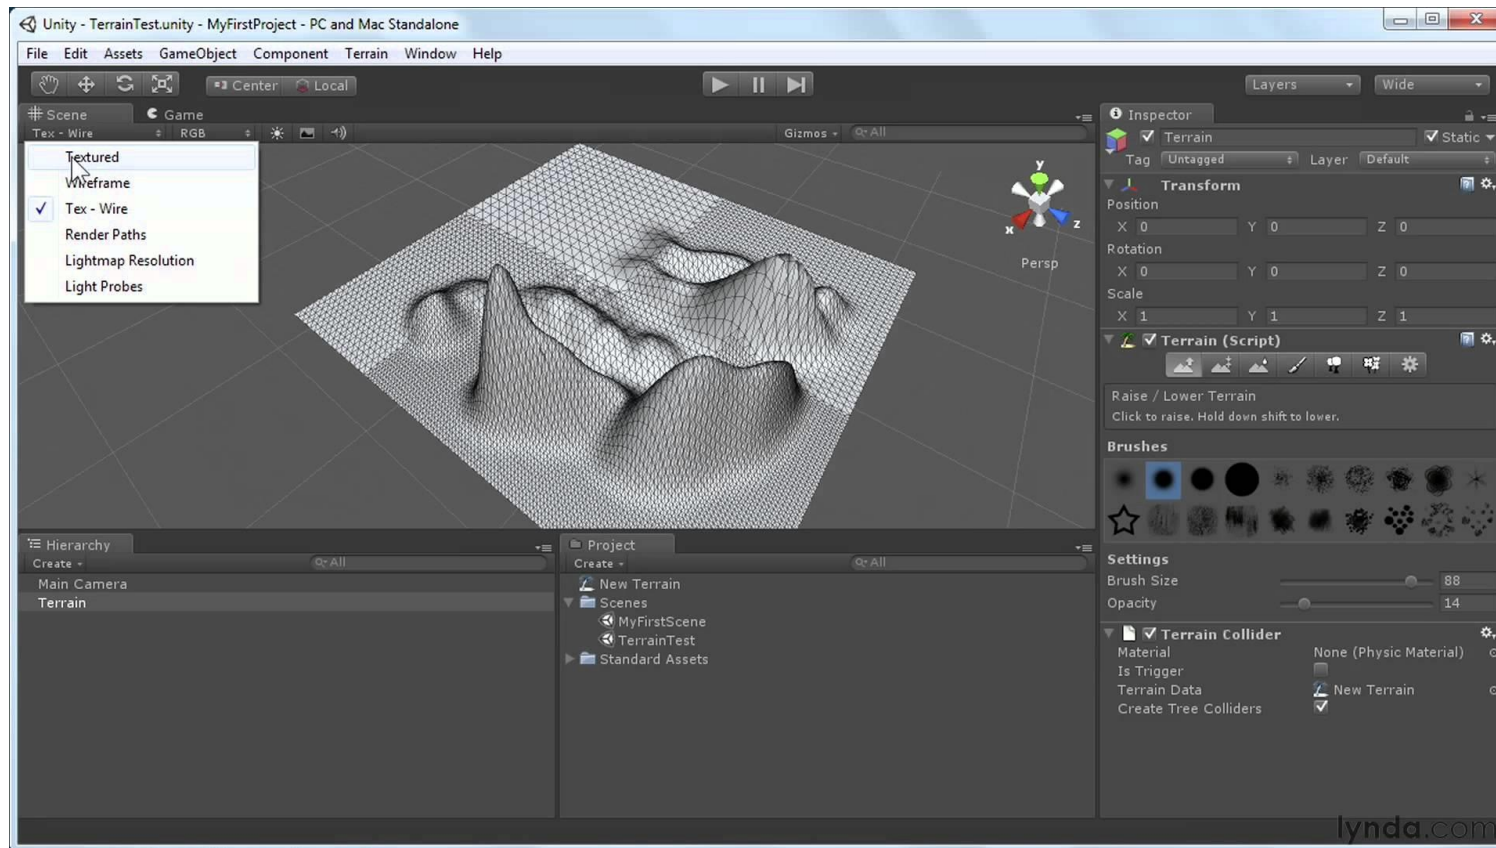 Unity - TerrainTest.unity - MyFirstProject - PC and Mac Standalone
File Edit Assets GameObject Component Terrain Window Help
Center Local Layers Wide
Scene Game
Tex - Wire RGB Gizmos All
Textured
Wireframe
Tex - Wire
Render Paths
Lightmap Resolution
Light Probes
y
x
z
Persp
Inspector
Terrain Static
Tag Untagged Layer Default
Transform
Position
X 0 Y 0 Z 0
Rotation
X 0 Y 0 Z 0
Scale
X 1 Y 1 Z 1
Terrain (Script)
Raise / Lower Terrain
Click to raise. Hold down shift to lower.
Brushes
Settings
Brush Size 88
Opacity 14
Terrain Collider
Material None (Physic Material)
Is Trigger
Terrain Data New Terrain
Create Tree Colliders
Hierarchy
Create All
Main Camera
Terrain
Project
Create All
New Terrain
Scenes
MyFirstScene
TerrainTest
Standard Assets
lynda.com